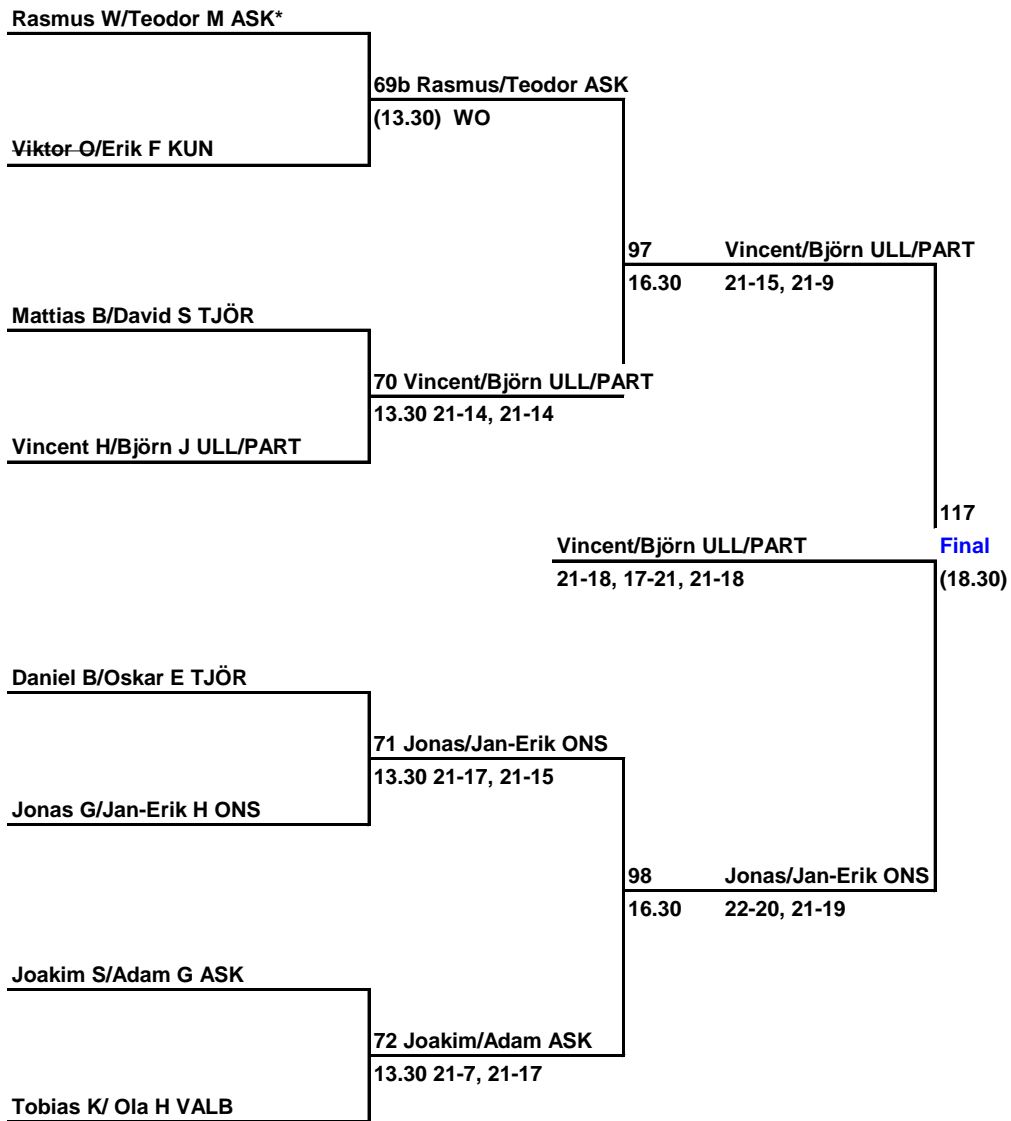 Rasmus W/Teodor M ASK*
69b Rasmus/Teodor ASK
(13.30) WO
Viktor O/Erik F KUN
97 Vincent/Björn ULL/PART
16.30 21-15, 21-9
Mattias B/David S TJÖR
70 Vincent/Björn ULL/PART
13.30 21-14, 21-14
Vincent H/Björn J ULL/PART
117
Vincent/Björn ULL/PART Final
21-18, 17-21, 21-18 (18.30)
Daniel B/Oskar E TJÖR
71 Jonas/Jan-Erik ONS
13.30 21-17, 21-15
Jonas G/Jan-Erik H ONS
98 Jonas/Jan-Erik ONS
16.30 22-20, 21-19
Joakim S/Adam G ASK
72 Joakim/Adam ASK
13.30 21-7, 21-17
Tobias K/ Ola H VALB